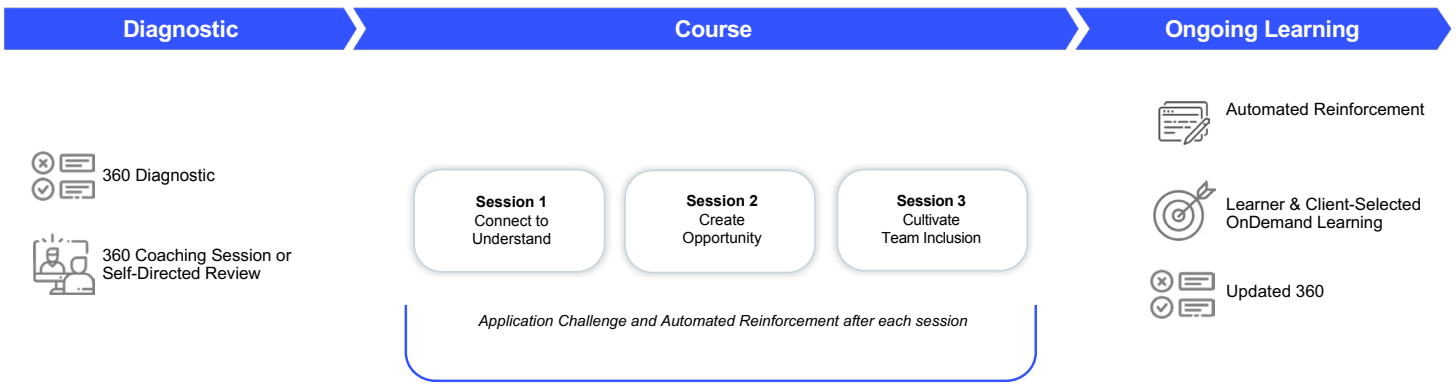 Diagnostic
Course
Ongoing Learning
360 Diagnostic
360 Coaching Session or
Self-Directed Review
Session 1
Connect to
Understand
Session 2
Create
Opportunity
Session 3
Cultivate
Team Inclusion
Application Challenge and Automated Reinforcement after each session
Automated Reinforcement
Learner & Client-Selected
OnDemand Learning
Updated 360